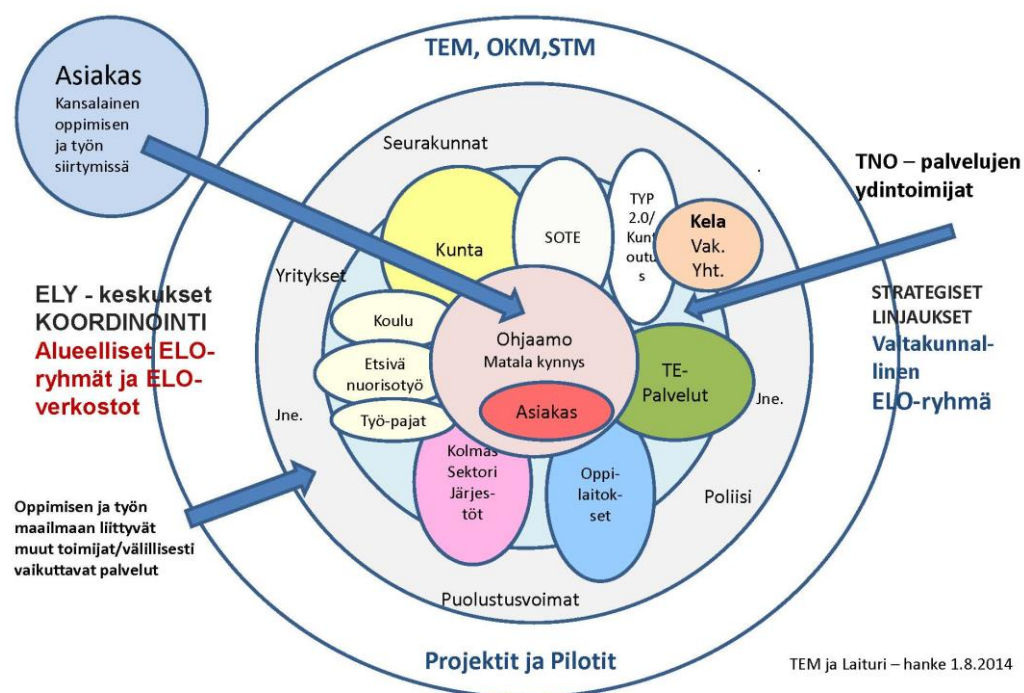 TEM, OKM,STM
Asiakas
Kansalainen
oppimisen
ja työn
siirtymissä
Seurakunnat
.
TNO – palvelujen
ydintoimijat
Kunta
SOTE
TYP
2.0/
Kunt
outu
s
Kela
Vak.
Yht.
Yritykset
ELY - keskukset
KOORDINOINTI
Alueelliset ELO-
ryhmät ja ELO-
verkostot
STRATEGISET
LINJAUKSET
Valtakunnal-
linen
ELO-ryhmä
Koulu
Etsivä
nuorisotyö
Työ-pajat
Ohjaamo
Matala kynnys
Asiakas
TE-
Palvelut
Jne.
Jne.
Kolmas
Sektori
Järjes-
töt
Oppi-
laitok-
set
Poliisi
Oppimisen ja työn
maailmaan liittyvät
muut toimijat/välillisesti
vaikuttavat palvelut
Puolustusvoimat
Projektit ja Pilotit
TEM ja Laituri – hanke 1.8.2014